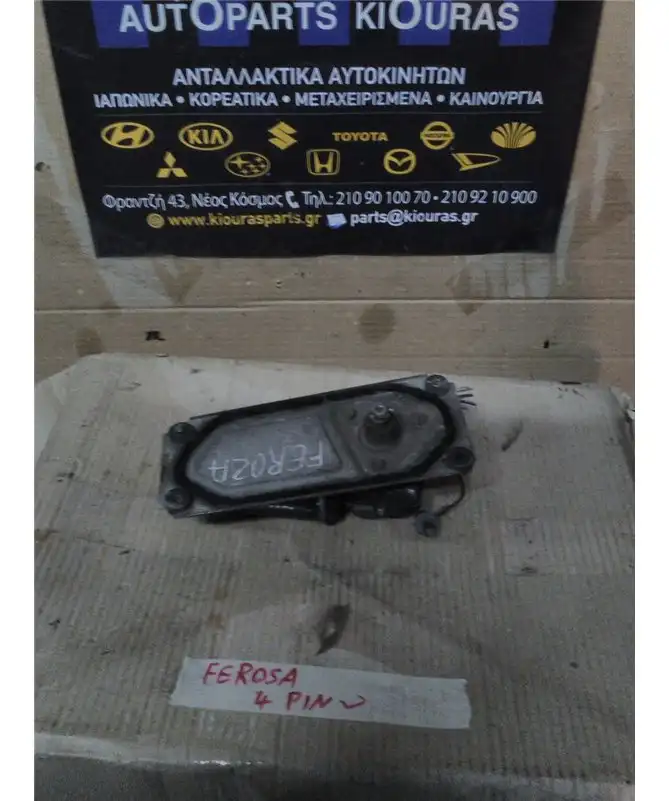 AUTOPARTS KIOURAS
ΑΝΤΑΛΛΑΚΤΙΚΑ ΑΥΤΟΚΙΝΗΤΩΝ
ΙΑΠΩΝΙΚΑ • ΚΟΡΕΑΤΙΚΑ • ΜΕΤΑΧΕΙΡΙΣΜΕΝΑ • ΚΑΙΝΟΥΡΓΙΑ
KIA TOYOTA NISSAN
Φραντζή 43, Νέος Κόσμος Τηλ.: 210 90 100 70 - 210 92 10 900
www.kiourasparts.gr parts@kiouras.gr
FEROZA
FEROSA
4 PIN